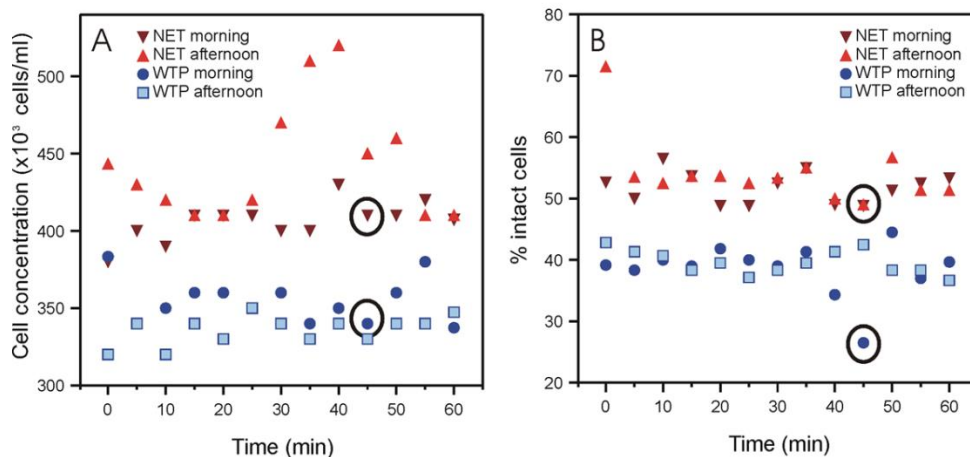 A
NET morning
NET afternoon
WTP morning
WTP afternoon
Cell concentration (x10³ cells/ml)
500
450
400
350
300
0 10 20 30 40 50 60
Time (min)
B
NET morning
NET afternoon
WTP morning
WTP afternoon
% intact cells
80
70
60
50
40
30
20
0 10 20 30 40 50 60
Time (min)